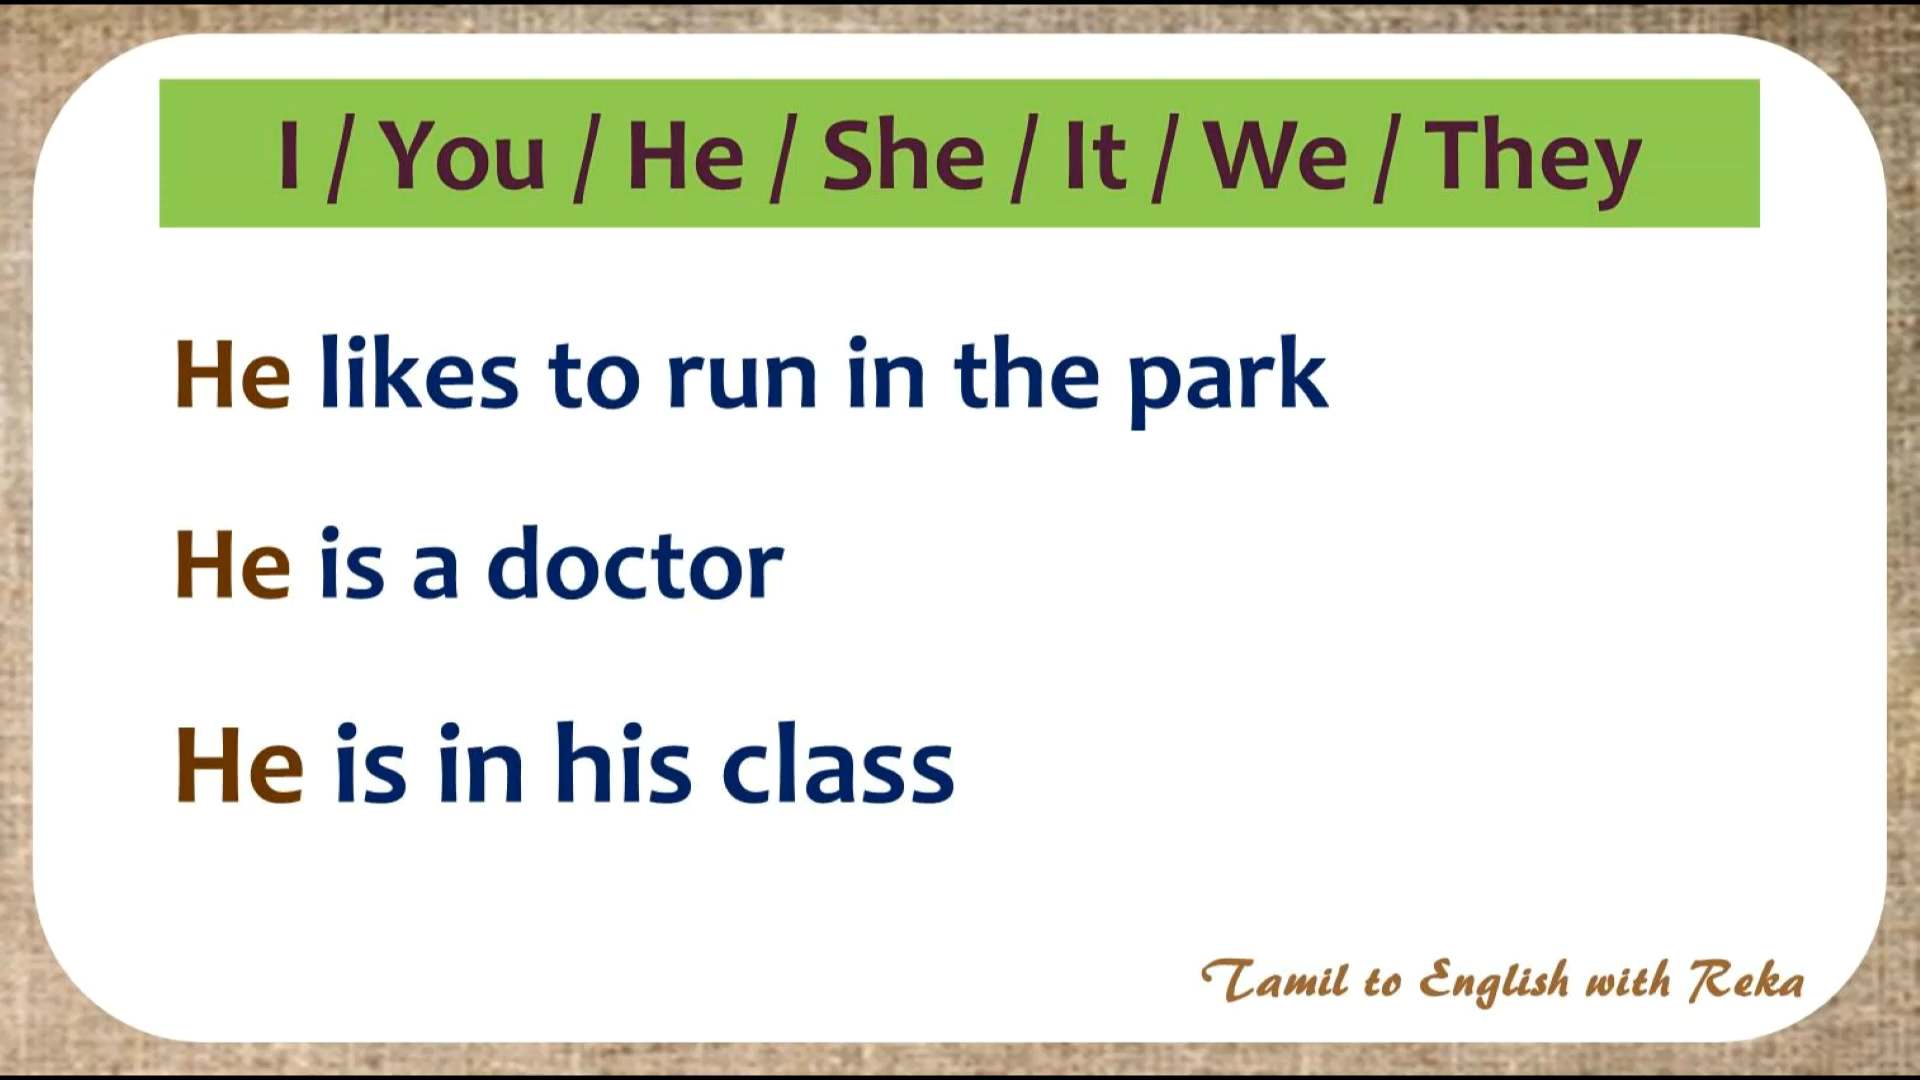 I / You / He / She / It / We / They
He likes to run in the park
He is a doctor
He is in his class
Tamil to English with Reka